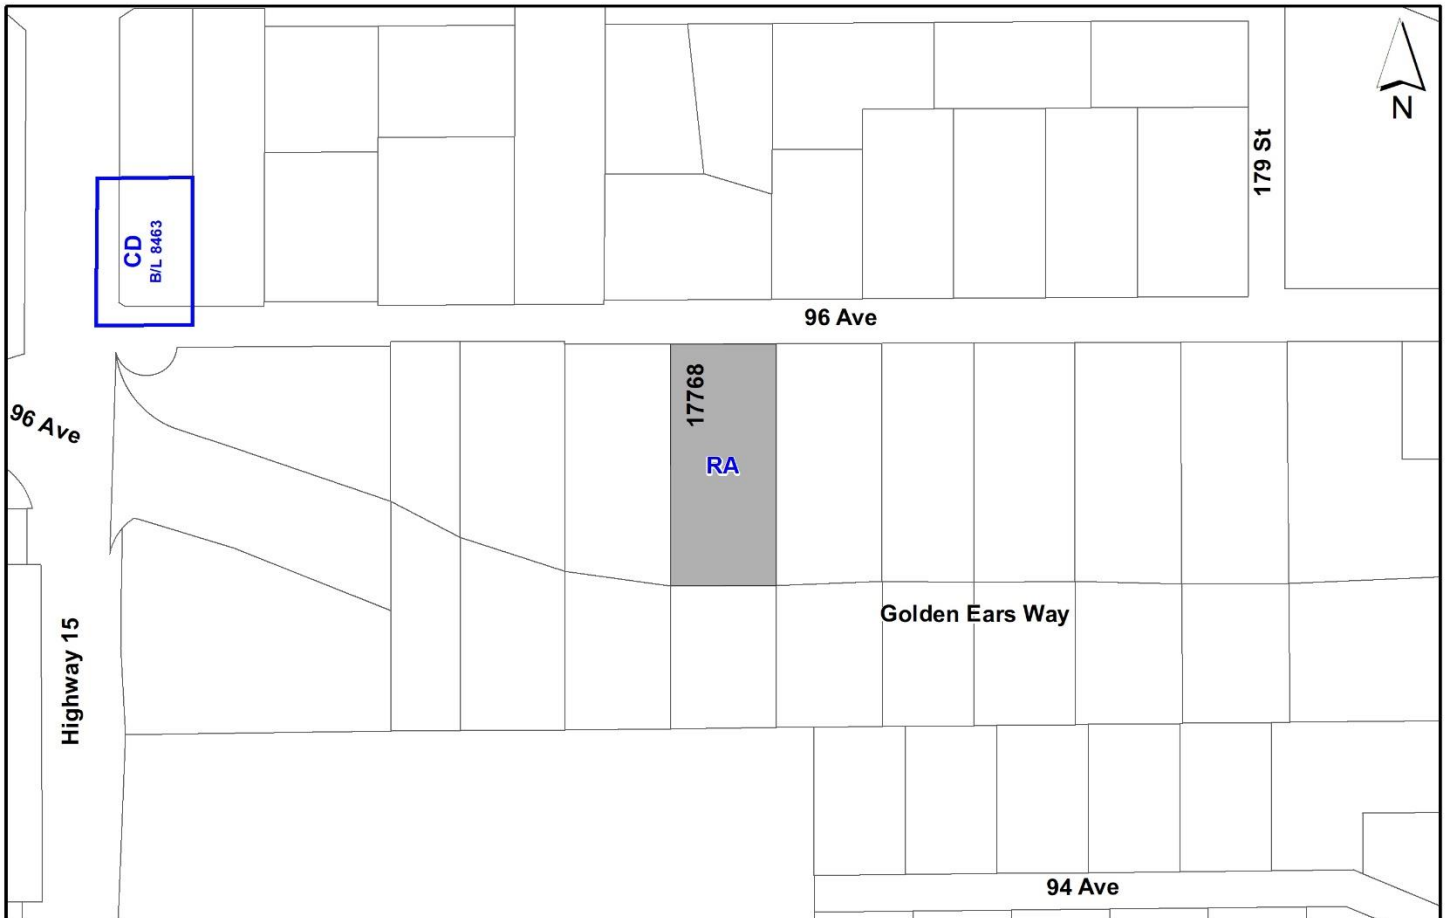 N
179 St
CD
B/L 8463
96 Ave
17768
96 Ave
RA
Golden Ears Way
Highway 15
94 Ave